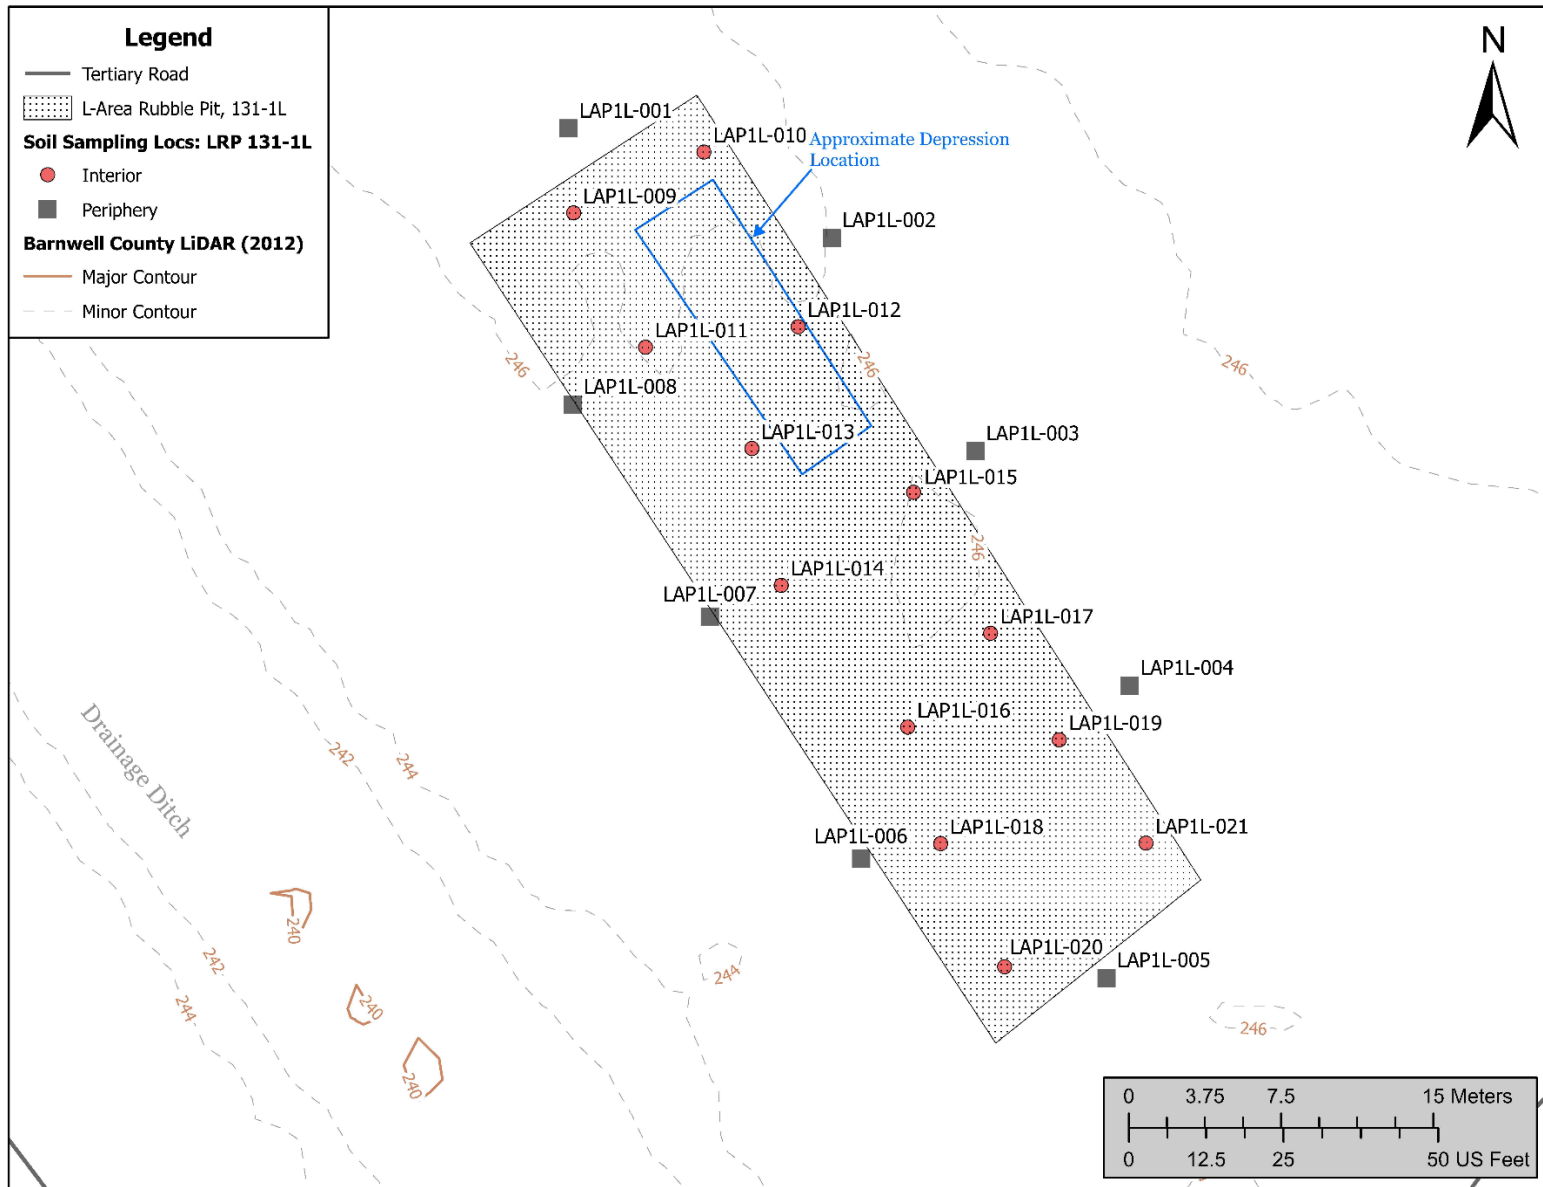 Legend
Tertiary Road
L-Area Rubble Pit, 131-1L
Soil Sampling Locs: LRP 131-1L
Interior
Periphery
Barnwell County LiDAR (2012)
Major Contour
Minor Contour
N
LAP1L-001
LAP1L-010
Approximate Depression
Location
LAP1L-009
LAP1L-002
LAP1L-012
LAP1L-011
246
246
246
LAP1L-008
LAP1L-013
LAP1L-003
LAP1L-015
246
LAP1L-014
LAP1L-007
LAP1L-017
LAP1L-004
LAP1L-016
LAP1L-019
Drainage Ditch
242
244
LAP1L-006
LAP1L-018
LAP1L-021
240
242
244
LAP1L-020
LAP1L-005
244
240
246
240
0 3.75 7.5 15 Meters
0 12.5 25 50 US Feet